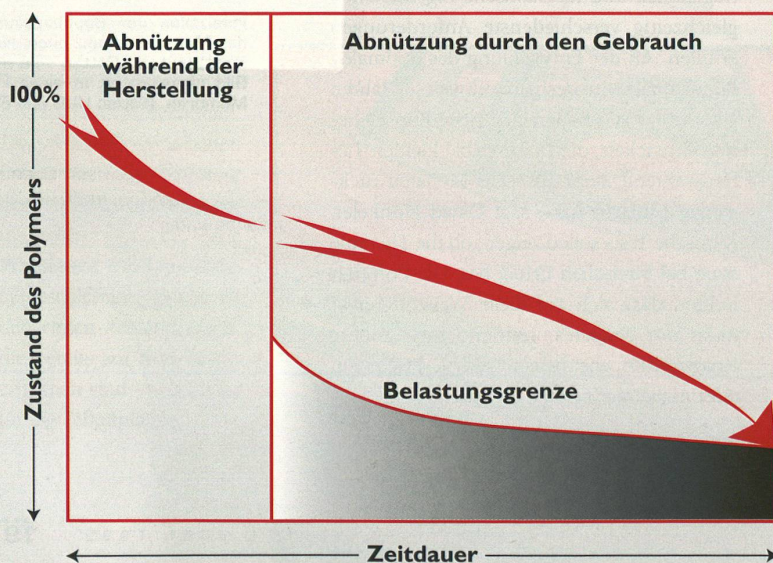 Abnützung
während der
Herstellung
Abnützung durch den Gebrauch
100%
Zustand des Polymers
Belastungsgrenze
Zeitdauer